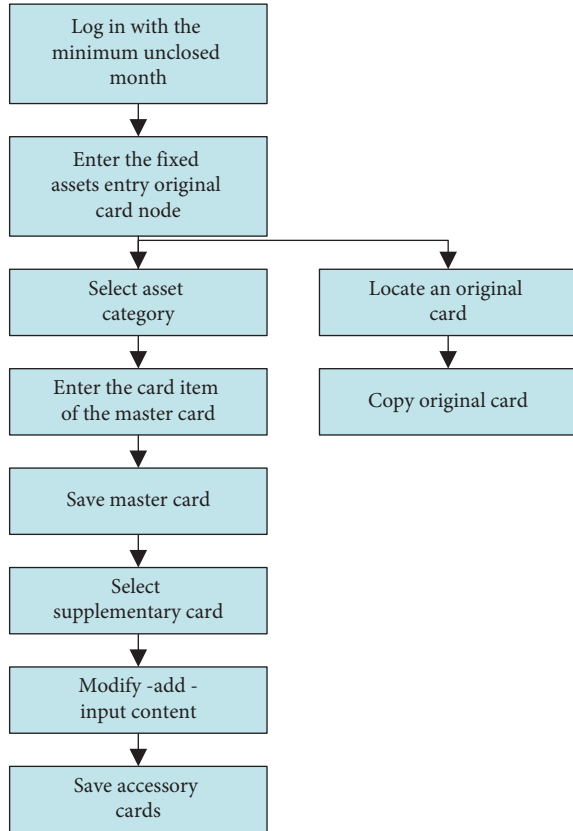 Log in with the
minimum unclosed
month
Enter the fixed
assets entry original
card node
Select asset
category
Locate an original
card
Enter the card item
of the master card
Copy original card
Save master card
Select
supplementary card
Modify -add -
input content
Save accessory
cards